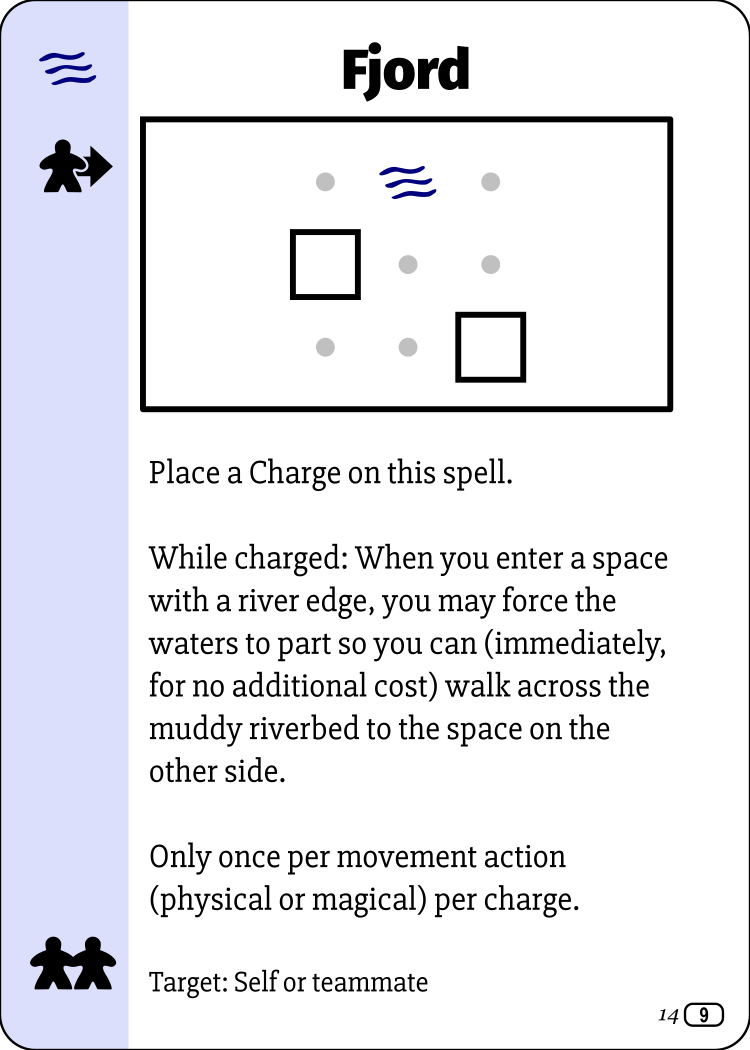 Fjord
Place a Charge on this spell.
While charged: When you enter a space
with a river edge, you may force the
waters to part so you can (immediately,
for no additional cost) walk across the
muddy riverbed to the space on the
other side.
Only once per movement action
(physical or magical) per charge.
Target: Self or teammate
14 9